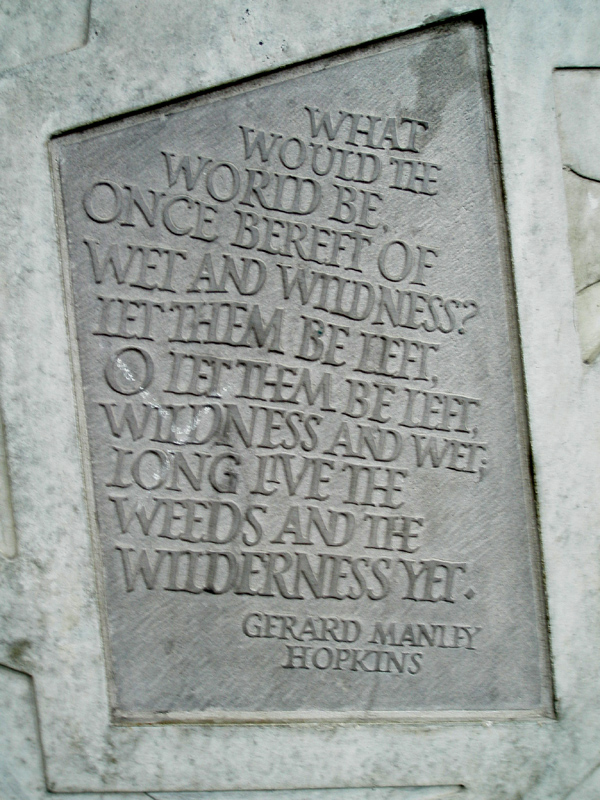 WHAT
WOULD THE
WORLD BE,
ONCE BEREFT OF
WET AND WILDNESS?
LET THEM BE LEFT,
O LET THEM BE LEFT,
WILDNESS AND WET;
LONG LIVE THE
WEEDS AND THE
WILDERNESS YET.
GERARD MANLEY
HOPKINS